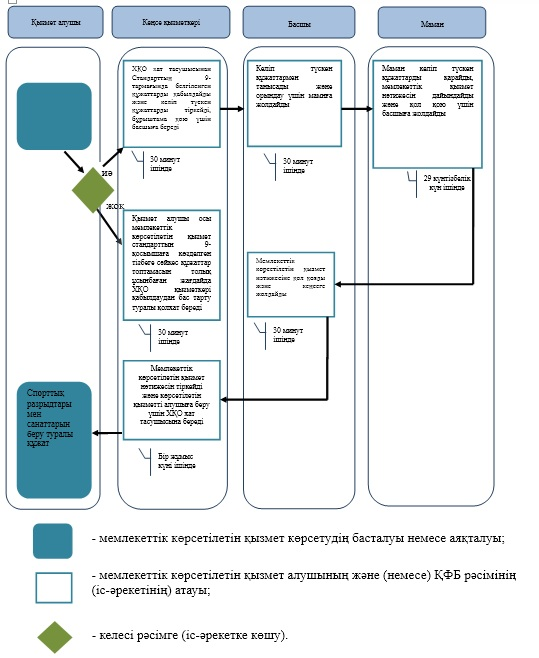 Қызмет алушы
Кеңсе қызметкері
Басшы
Маман
ХҚО хат тасушысынан
Стандарттың 9-
тармағында белгіленген
құжаттарды қабылдайды
және келіп түскен
құжаттарды тіркейді,
бұрыштама қою үшін
басшыға береді
30 минут
ішінде
Келіп түскен
құжаттармен
танысады және
орындау үшін маманға
жолдайды
30 минут
ішінде
Маман келіп түскен
құжаттарды қарайды,
мемлекеттік қызмет
нәтижесін дайындайды
және қол қою үшін
басшыға жолдайды
29 күнтізбелік
күн ішінде
иә
жоқ
Қызмет алушы осы
мемлекеттік
көрсетілетін қызмет
стандарттың 9-
қосымшаға көзделген
тізбеге сәйкес құжаттар
топтамасын толық
ұсынбаған жағдайда
ХҚО қызметкері
қабылдаудан бас тарту
туралы қолхат береді
30 минут
ішінде
Мемлекеттік
көрсетілетін қызмет
нәтижесіне қол қояды
және кеңсеге
жолдайды
30 минут
ішінде
Мемлекеттік
көрсетілетін қызмет
нәтижесін тіркейді
және көрсетілетін
қызметті алушыға беру
үшін ХҚО хат
тасушысына береді
Бір жұмыс
күні ішінде
Спорттық
разрядтары
мен
санаттарын
беру туралы
құжат
- мемлекеттік көрсетілетін қызмет көрсетудің басталуы немесе аяқталуы;
- мемлекеттік көрсетілетін қызмет алушының және (немесе) ҚФБ рәсімінің
(іс-әрекетінің) атауы;
- келесі рәсімге (іс-әрекетке көшу).